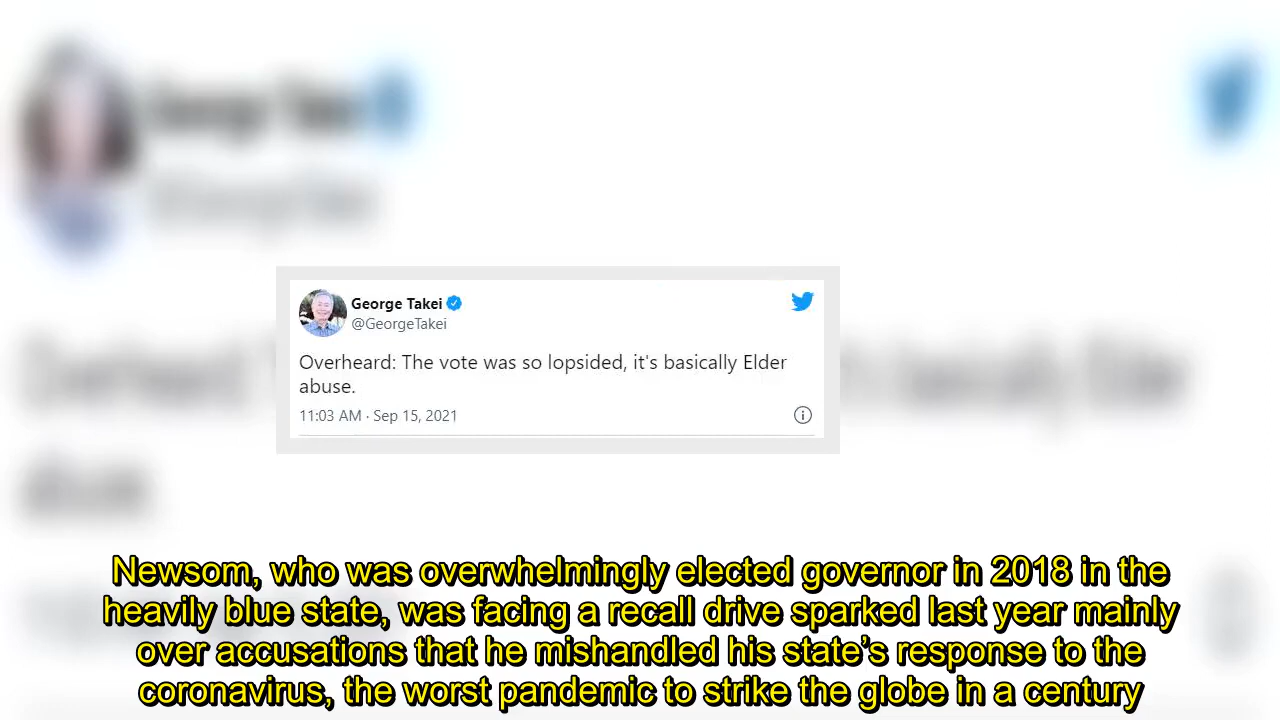 George Takei
@GeorgeTakei
Overheard: The vote was so lopsided, it's basically Elder
abuse.
11:03 AM · Sep 15, 2021
Newsom, who was overwhelmingly elected governor in 2018 in the
heavily blue state, was facing a recall drive sparked last year mainly
over accusations that he mishandled his state’s response to the
coronavirus, the worst pandemic to strike the globe in a century